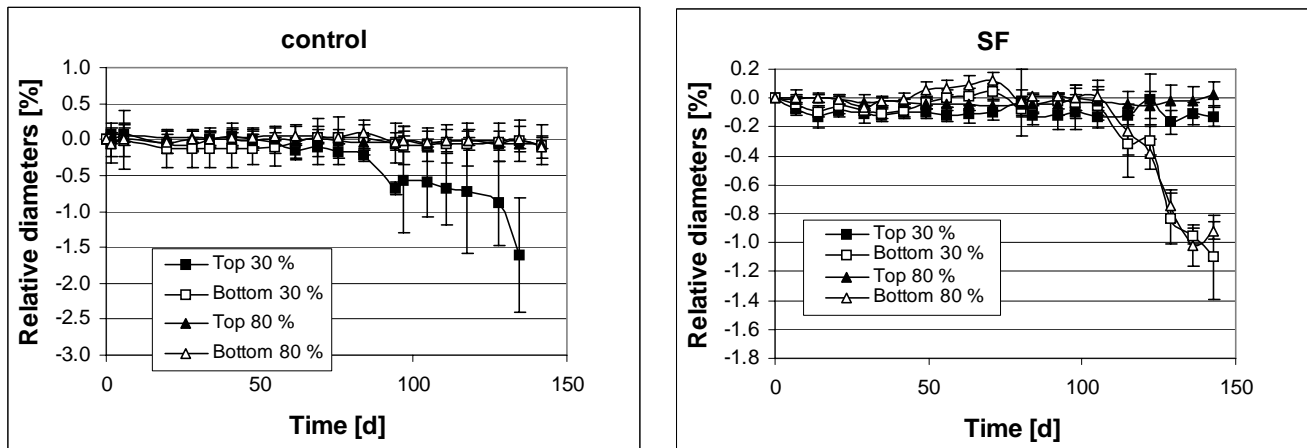 control
Relative diameters [%]
1.0
0.5
0.0
-0.5
-1.0
-1.5
-2.0
-2.5
-3.0
Top 30 %
Bottom 30 %
Top 80 %
Bottom 80 %
0 50 100 150
Time [d]
SF
Relative diameters [%]
0.2
0.0
-0.2
-0.4
-0.6
-0.8
-1.0
-1.2
-1.4
-1.6
-1.8
Top 30 %
Bottom 30 %
Top 80 %
Bottom 80 %
0 50 100 150
Time [d]